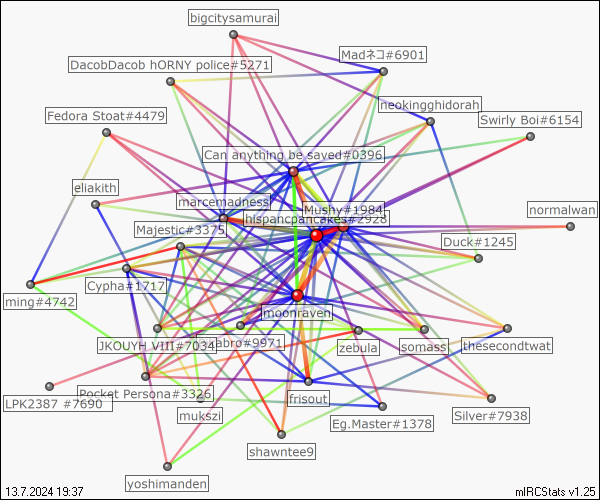 bigcitysamurai
Madネコ#6901
DacobDacob hORNY police#5271
neokingghidorah
Fedora Stoat#4479
Swirly Boi#6154
Can anything be saved#0396
eliakith
marcemadness
Mushy#1984
hispancpancakes#2928
normalwan
Majestic#3375
Duck#1245
Cypha#1717
ming#4742
moonraven
JKOUYH VIII#7034
ebro#9971
zebula
somass
thesecondtwat
Pocket Persona#3326
frisout
LPK2387 #7690
mukszi
Silver#7938
Eg.Master#1378
shawntee9
yoshimanden
13.7.2024 19:37
mIRCStats v1.25